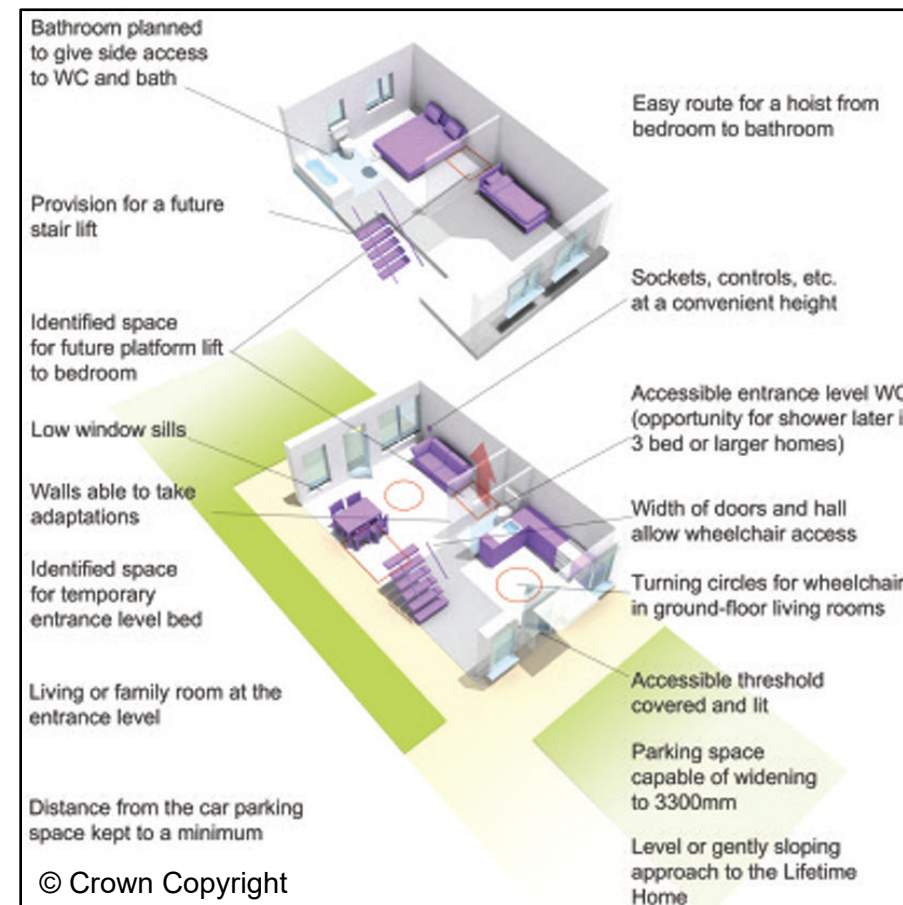 Bathroom planned
to give side access
to WC and bath
Provision for a future
stair lift
Identified space
for future platform lift
to bedroom
Low window sills
Walls able to take
adaptations
Identified space
for temporary
entrance level bed
Living or family room at the
entrance level
Distance from the car parking
space kept to a minimum
© Crown Copyright
Easy route for a hoist from
bedroom to bathroom
Sockets, controls, etc.
at a convenient height
Accessible entrance level WC
(opportunity for shower later i
3 bed or larger homes)
Width of doors and hall
allow wheelchair access
Turning circles for wheelchair
in ground-floor living rooms
Accessible threshold
covered and lit
Parking space
capable of widening
to 3300mm
Level or gently sloping
approach to the Lifetime
Home